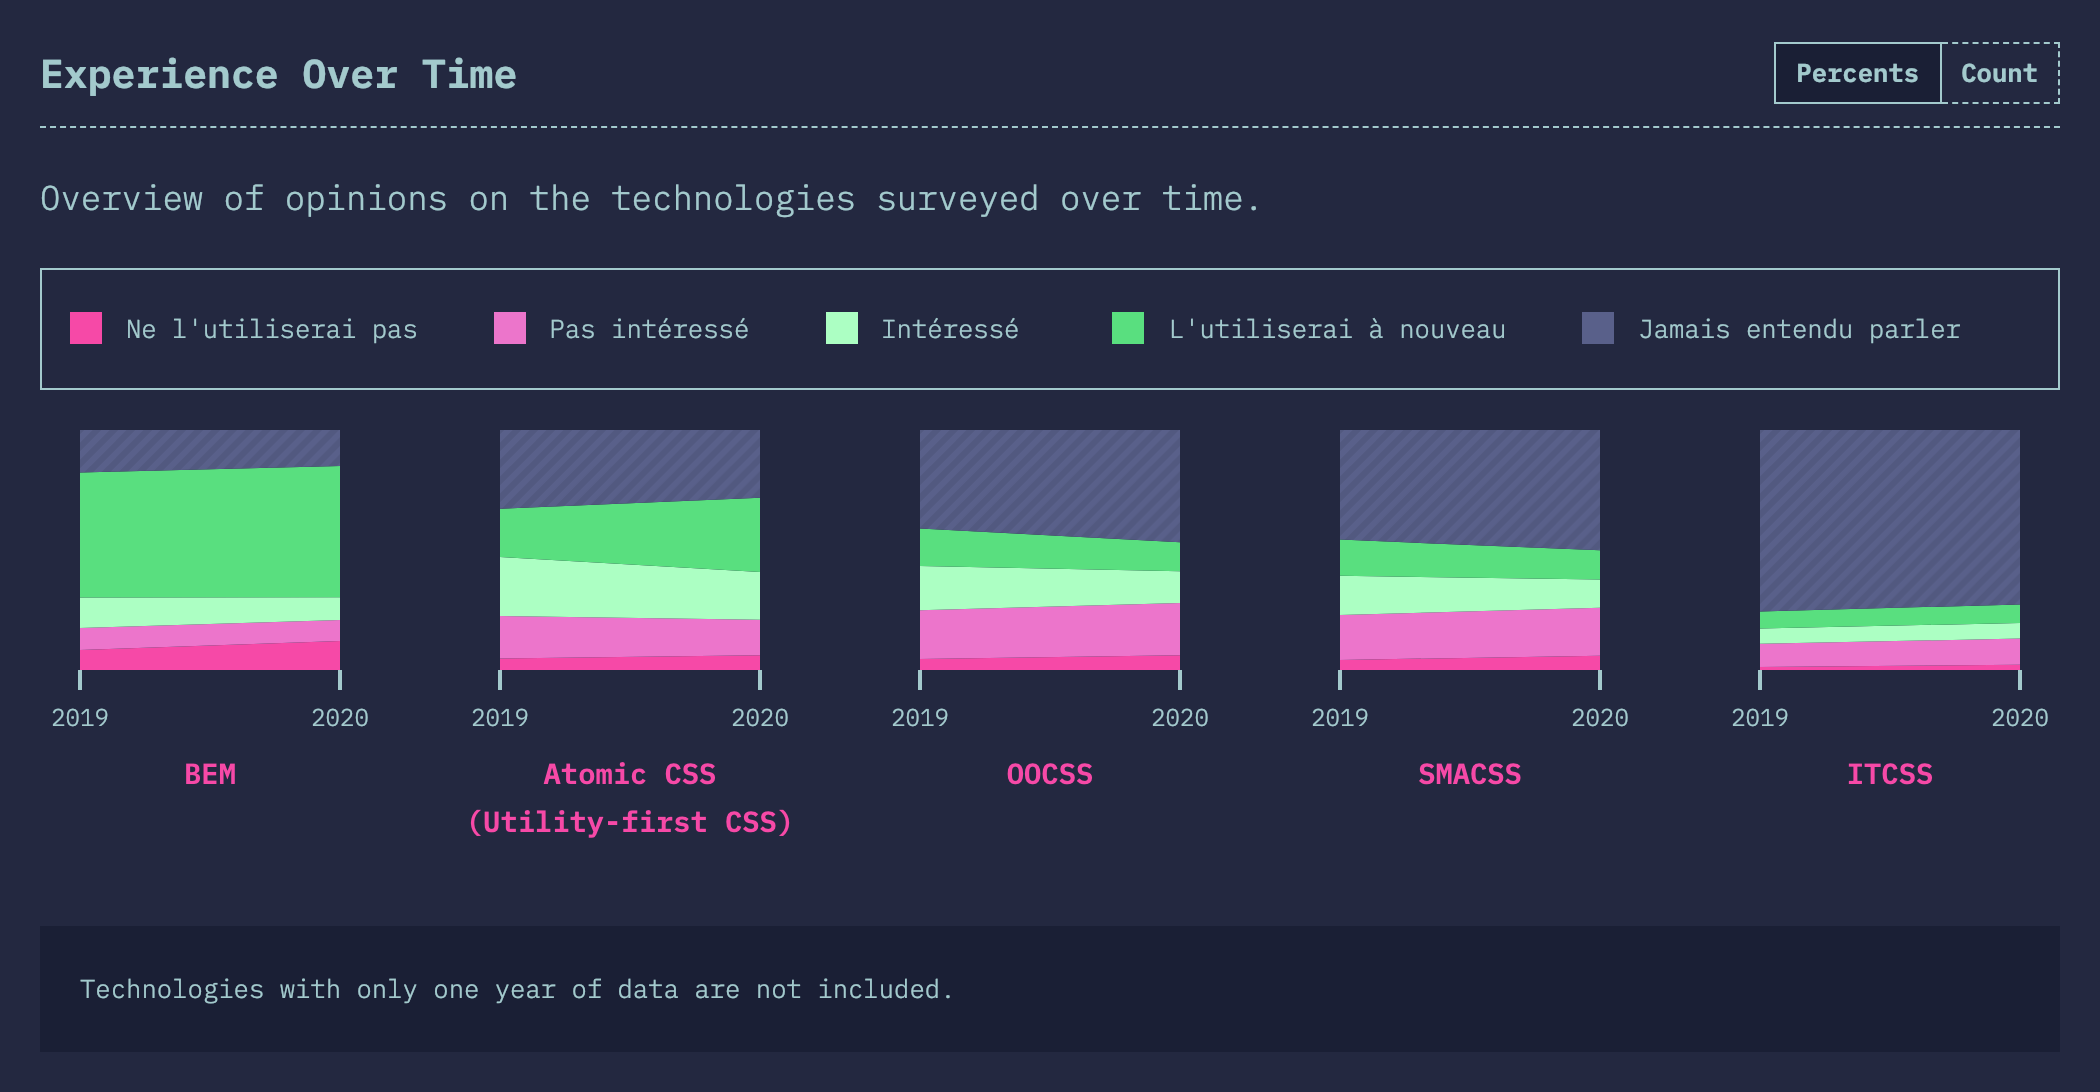 Experience Over Time
Percents Count
Overview of opinions on the technologies surveyed over time.
Ne l'utiliserai pas Pas intéressé Intéressé L'utiliserai à nouveau Jamais entendu parler
2019 2020 2019 2020 2019 2020 2019 2020 2019 2020
BEM Atomic CSS OOCSS SMACSS ITCSS
(Utility-first CSS)
Technologies with only one year of data are not included.